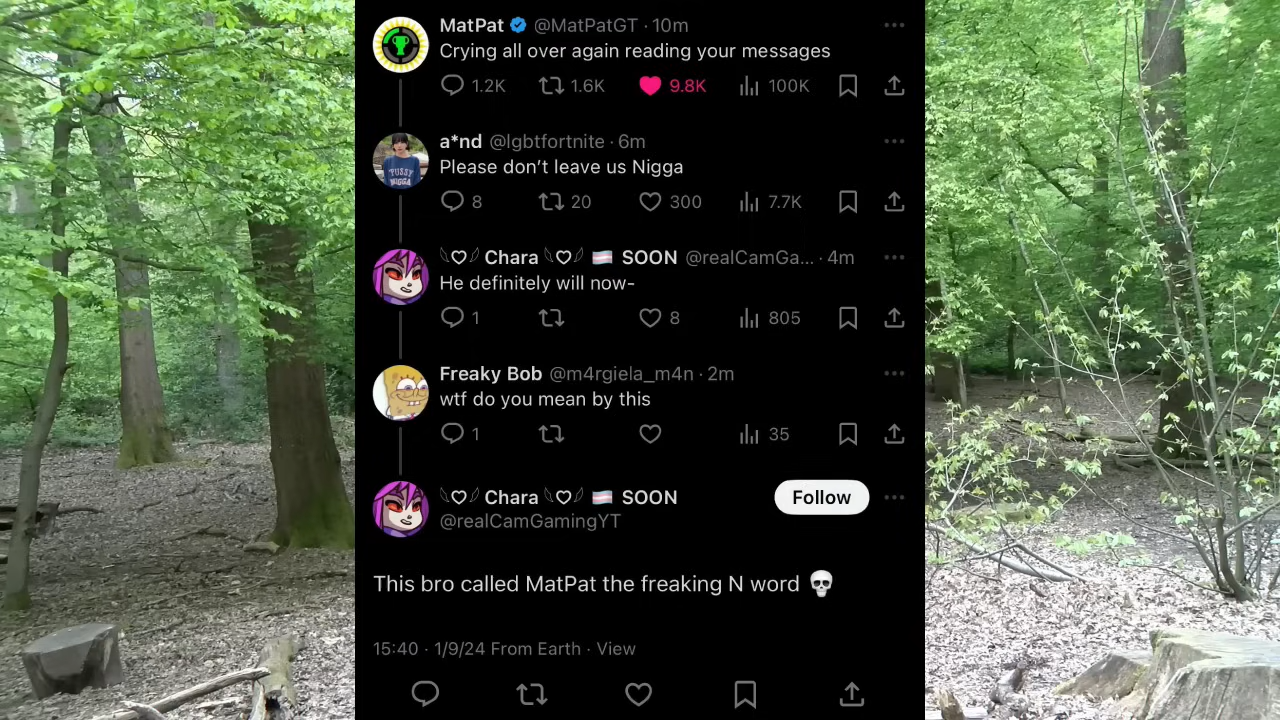 MatPat @MatPatGT · 10m
Crying all over again reading your messages
1.2K 1.6K 9.8K 100K
a*nd @lgbtfortnite · 6m
Please don’t leave us Nigga
PUSSY
NIGGA
8 20 300 7.7K
Chara SOON @realCamGa... · 4m
He definitely will now-
1 8 805
Freaky Bob @m4rgiela_m4n · 2m
wtf do you mean by this
1 35
Chara SOON
Follow
@realCamGamingYT
This bro called MatPat the freaking N word 💀
15:40 · 1/9/24 From Earth · View